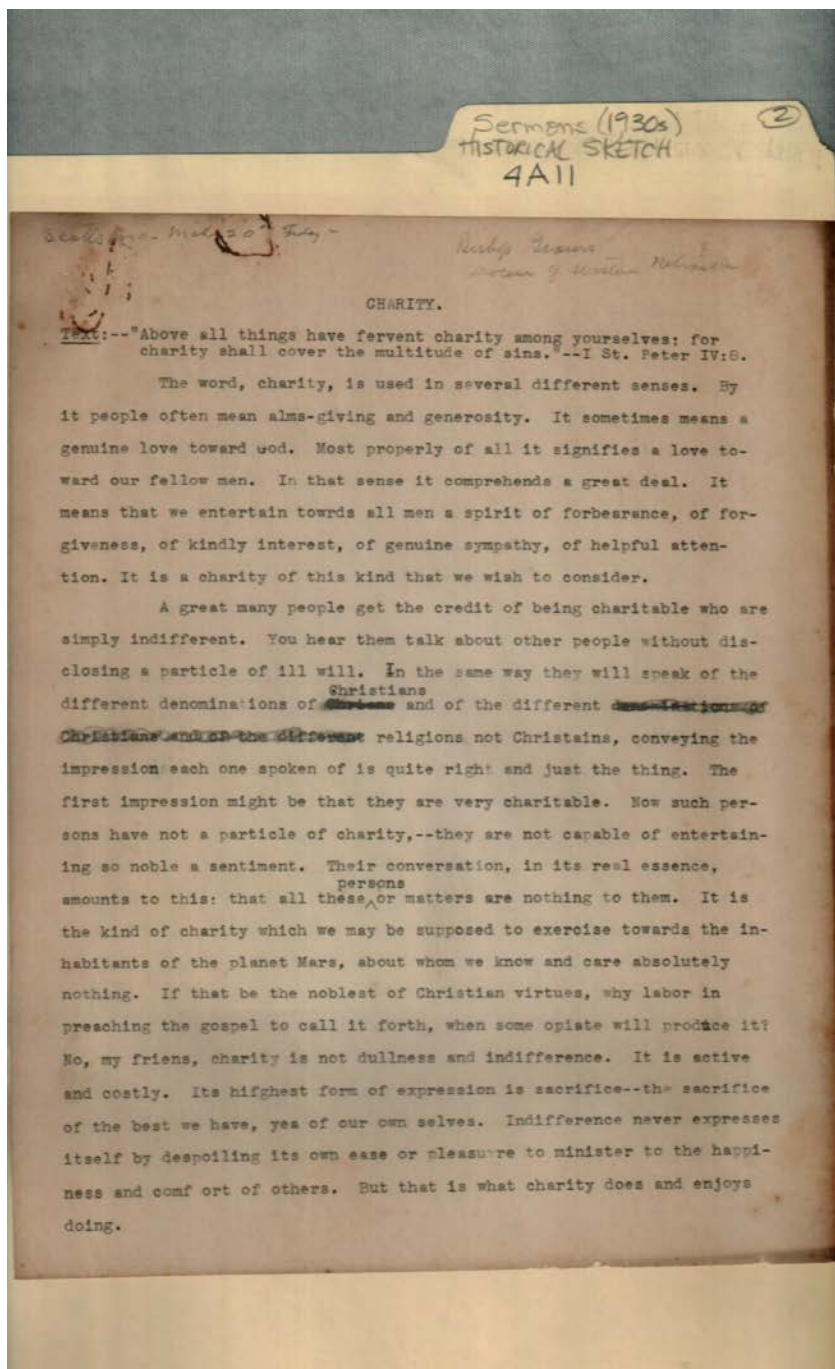 Sermons (1930s) 2
HISTORICAL SKETCH
4A11
CHARITY.
Text:--"Above all things have fervent charity among yourselves; for
charity shall cover the multitude of sins."--I St. Peter IV:8.
The word, charity, is used in several different senses. By
it people often mean alms-giving and generosity. It sometimes means a
genuine love toward God. Most properly of all it signifies a love to-
ward our fellow men. In that sense it comprehends a great deal. It
means that we entertain towrds all men a spirit of forbearance, of for-
giveness, of kindly interest, of genuine sympathy, of helpful atten-
tion. It is a charity of this kind that we wish to consider.
A great many people get the credit of being charitable who are
simply indifferent. You hear them talk about other people without dis-
closing a particle of ill will. In the same way they will speak of the
Christians
different denominations of and of the different
Christians and of the different religions not Christains, conveying the
impression each one spoken of is quite right and just the thing. The
first impression might be that they are very charitable. Now such per-
sons have not a particle of charity,--they are not capable of entertain-
ing so noble a sentiment. Their conversation, in its real essence,
persons
amounts to this: that all these or matters are nothing to them. It is
the kind of charity which we may be supposed to exercise towards the in-
habitants of the planet Mars, about whom we know and care absolutely
nothing. If that be the noblest of Christian virtues, why labor in
preaching the gospel to call it forth, when some opiate will produce it?
No, my friens, charity is not dullness and indifference. It is active
and costly. Its hifghest form of expression is sacrifice--the sacrifice
of the best we have, yea of our own selves. Indifference never expresses
itself by despoiling its own ease or pleasurre to minister to the happi-
ness and comf ort of others. But that is what charity does and enjoys
doing.